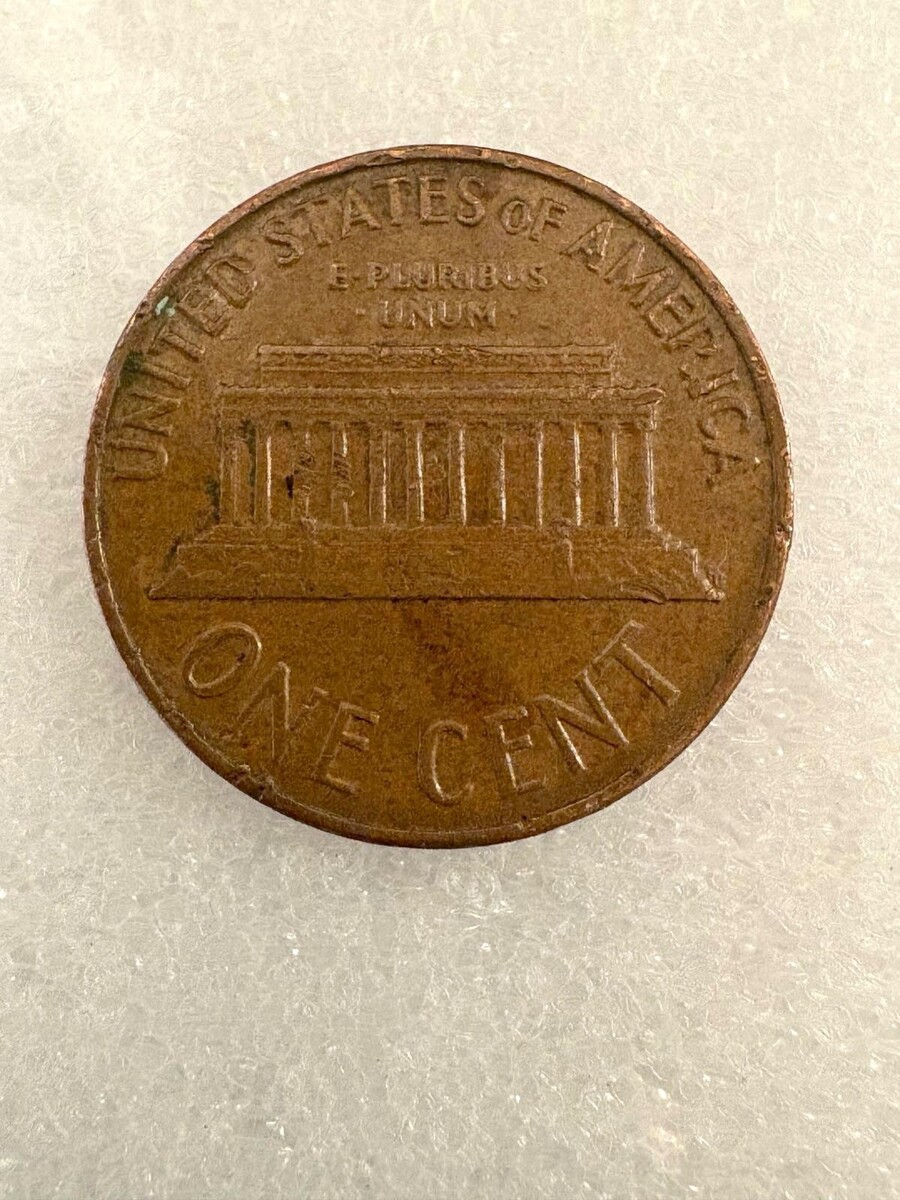 UNITED STATES OF AMERICA
E·PLURIBUS
·UNUM·
ONE CENT